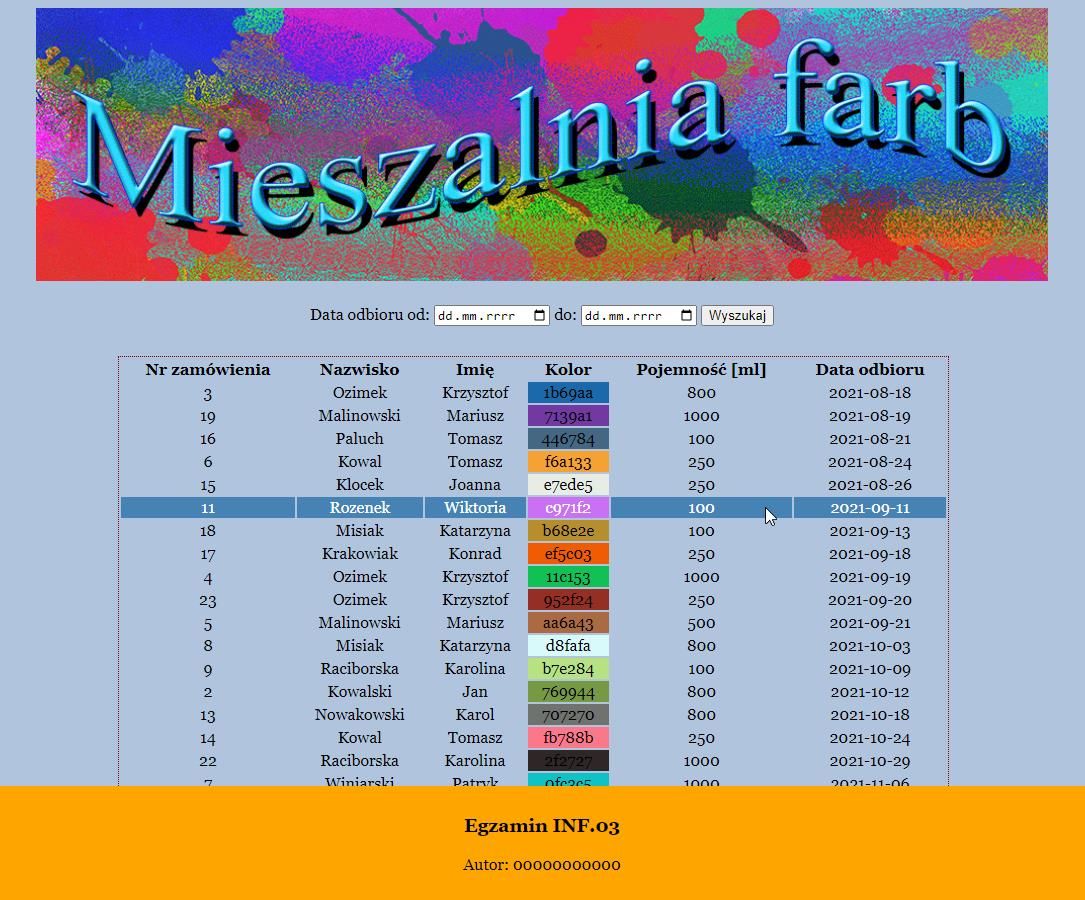 Mieszalnia farb
Data odbioru od: dd.mm.rrrr do: dd.mm.rrrr Wyszukaj
Nr zamówienia Nazwisko Imię Kolor Pojemność [ml] Data odbioru
3 Ozimek Krzysztof 1b69aa 800 2021-08-18
19 Malinowski Mariusz 7139a1 1000 2021-08-19
16 Paluch Tomasz 446784 100 2021-08-21
6 Kowal Tomasz f6a133 250 2021-08-24
15 Klocek Joanna e7ede5 250 2021-08-26
11 Rozenek Wiktoria c971f2 100 2021-09-11
18 Misiak Katarzyna b68e2e 100 2021-09-13
17 Krakowiak Konrad ef5c03 250 2021-09-18
4 Ozimek Krzysztof 11c153 1000 2021-09-19
23 Ozimek Krzysztof 952f24 250 2021-09-20
5 Malinowski Mariusz aa6a43 500 2021-09-21
8 Misiak Katarzyna d8fafa 800 2021-10-03
9 Raciborska Karolina b7e284 100 2021-10-09
2 Kowalski Jan 769944 800 2021-10-12
13 Nowakowski Karol 707270 800 2021-10-18
14 Kowal Tomasz fb788b 250 2021-10-24
22 Raciborska Karolina 2f2727 1000 2021-10-29
7 Winiarski Patryk 0fc3c5 1000 2021-11-06
Egzamin INF.03
Autor: 00000000000